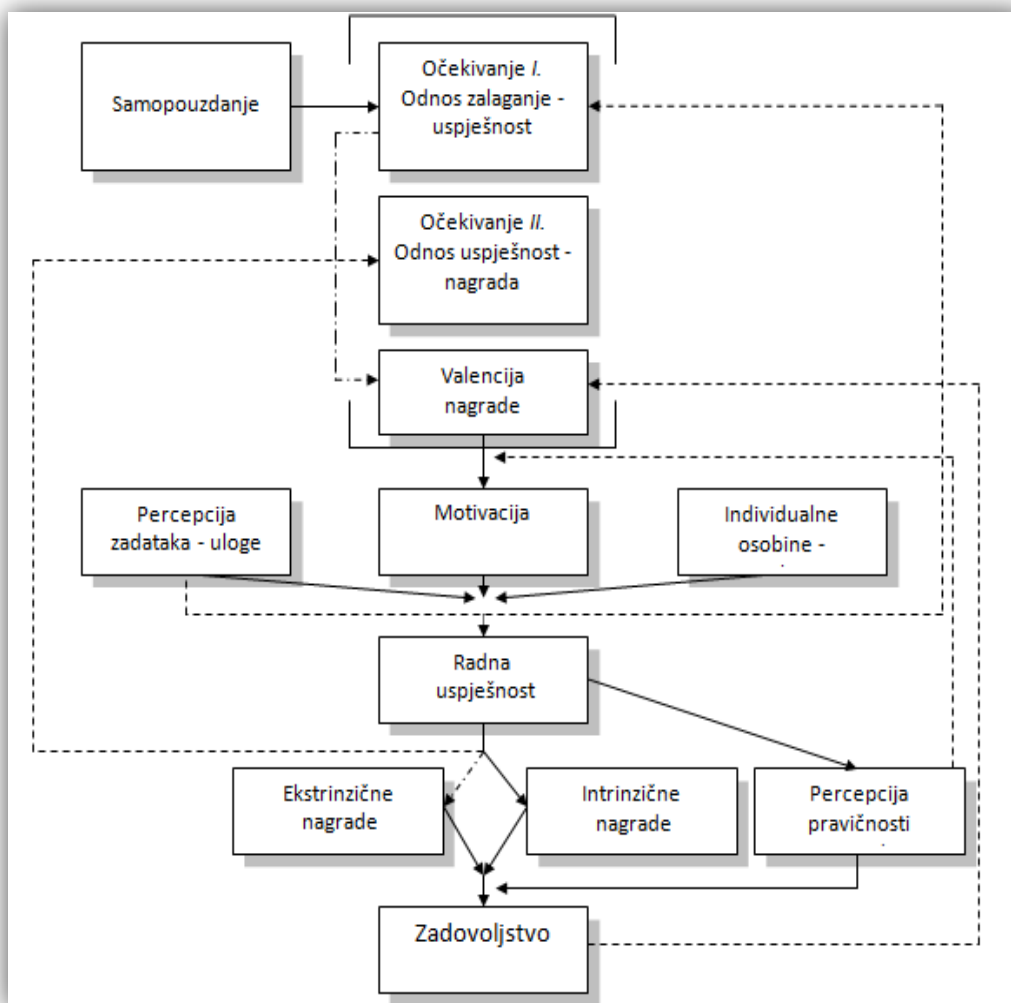 Samopouzdanje
Očekivanje I.
Odnos zalaganje -
uspješnost
Očekivanje II.
Odnos uspješnost -
nagrada
Valencija
nagrade
Percepcija
zadataka - uloge
Motivacija
Individualne
osobine -
Radna
uspješnost
Ekstrinzične
nagrade
Intrinzične
nagrade
Percepcija
pravičnosti
Zadovoljstvo